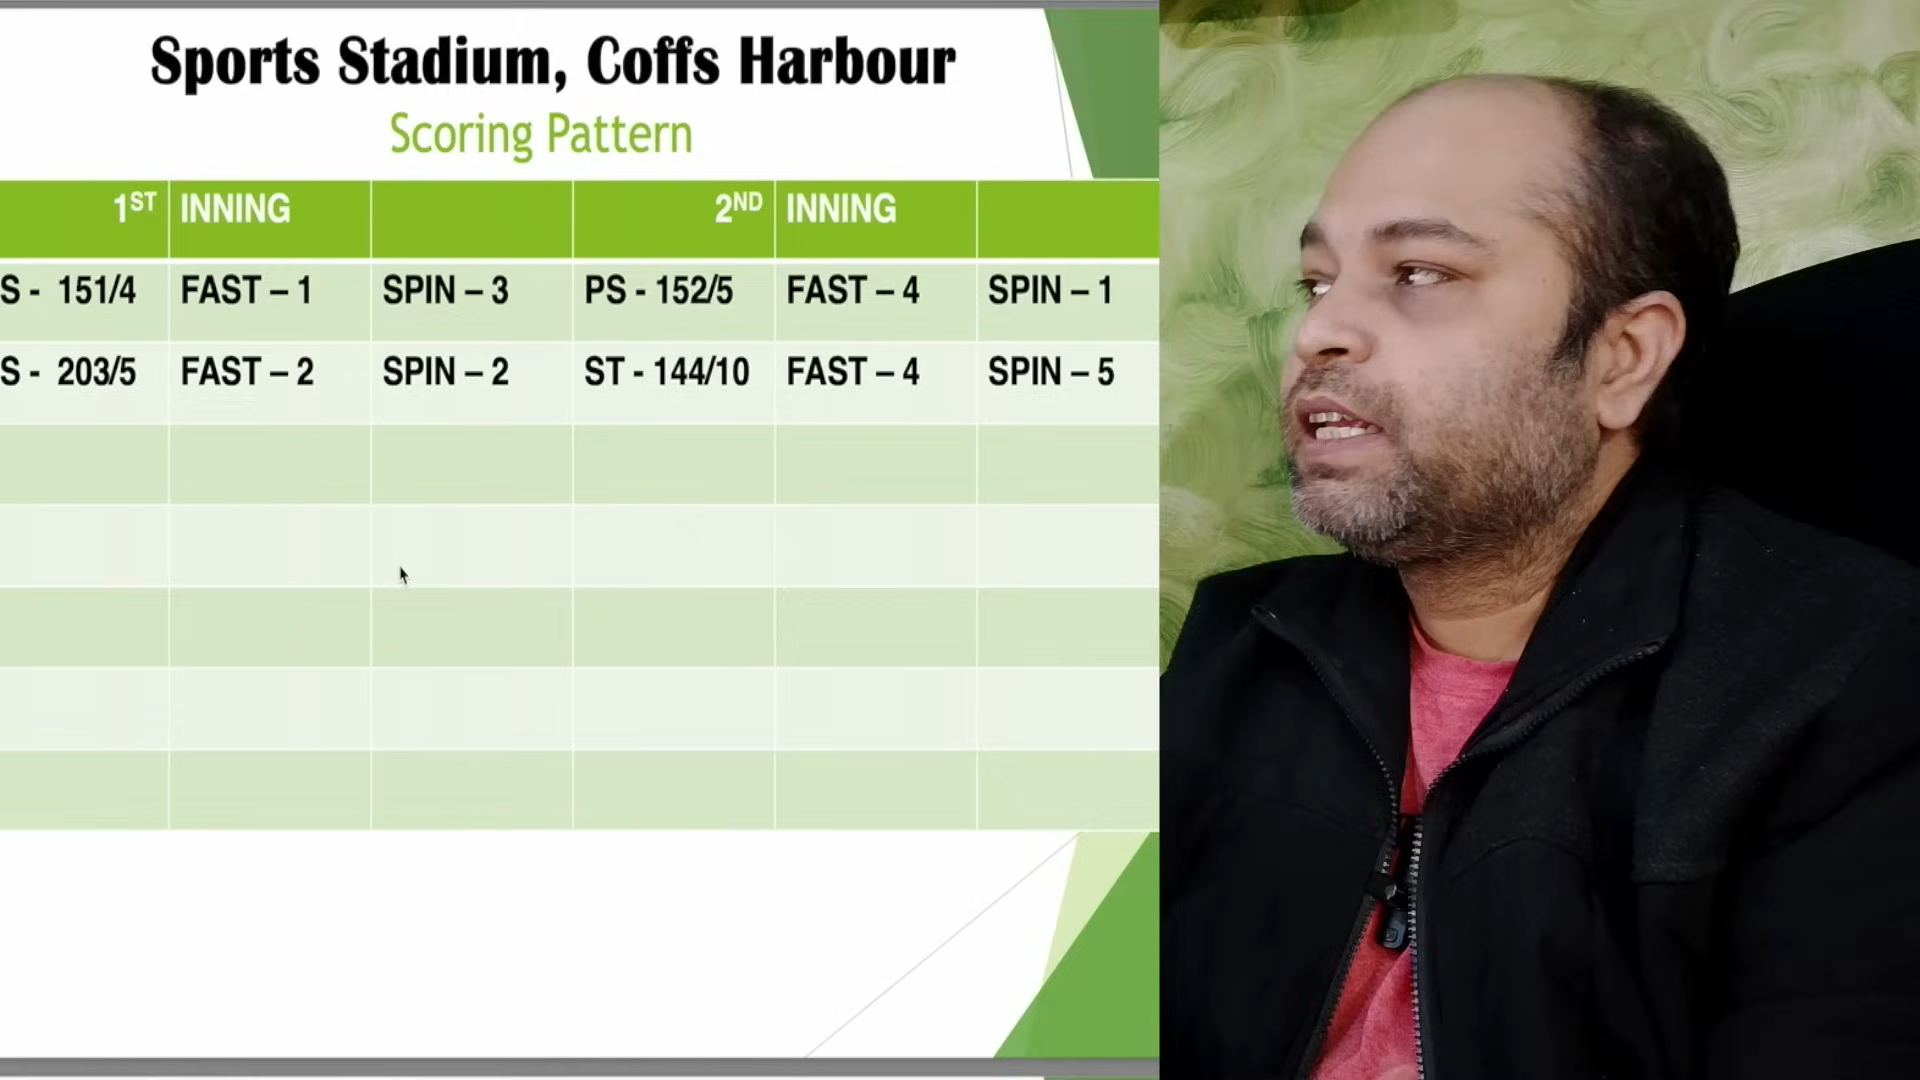 Sports Stadium, Coffs Harbour
Scoring Pattern
1ST INNING 2ND INNING
S - 151/4 FAST – 1 SPIN – 3 PS - 152/5 FAST – 4 SPIN – 1
S - 203/5 FAST – 2 SPIN – 2 ST - 144/10 FAST – 4 SPIN – 5